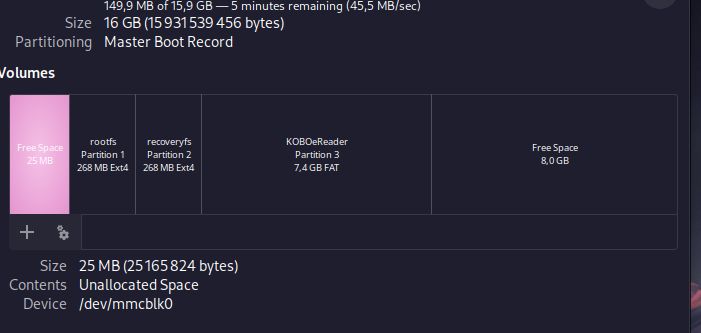 149,9 MB of 15,9 GB — 5 minutes remaining (45,5 MB/sec)
Size 16 GB (15 931 539 456 bytes)
Partitioning Master Boot Record
Volumes
Free Space
25 MB
rootfs
Partition 1
268 MB Ext4
recoveryfs
Partition 2
268 MB Ext4
KOBOeReader
Partition 3
7,4 GB FAT
Free Space
8,0 GB
Size 25 MB (25 165 824 bytes)
Contents Unallocated Space
Device /dev/mmcblk0